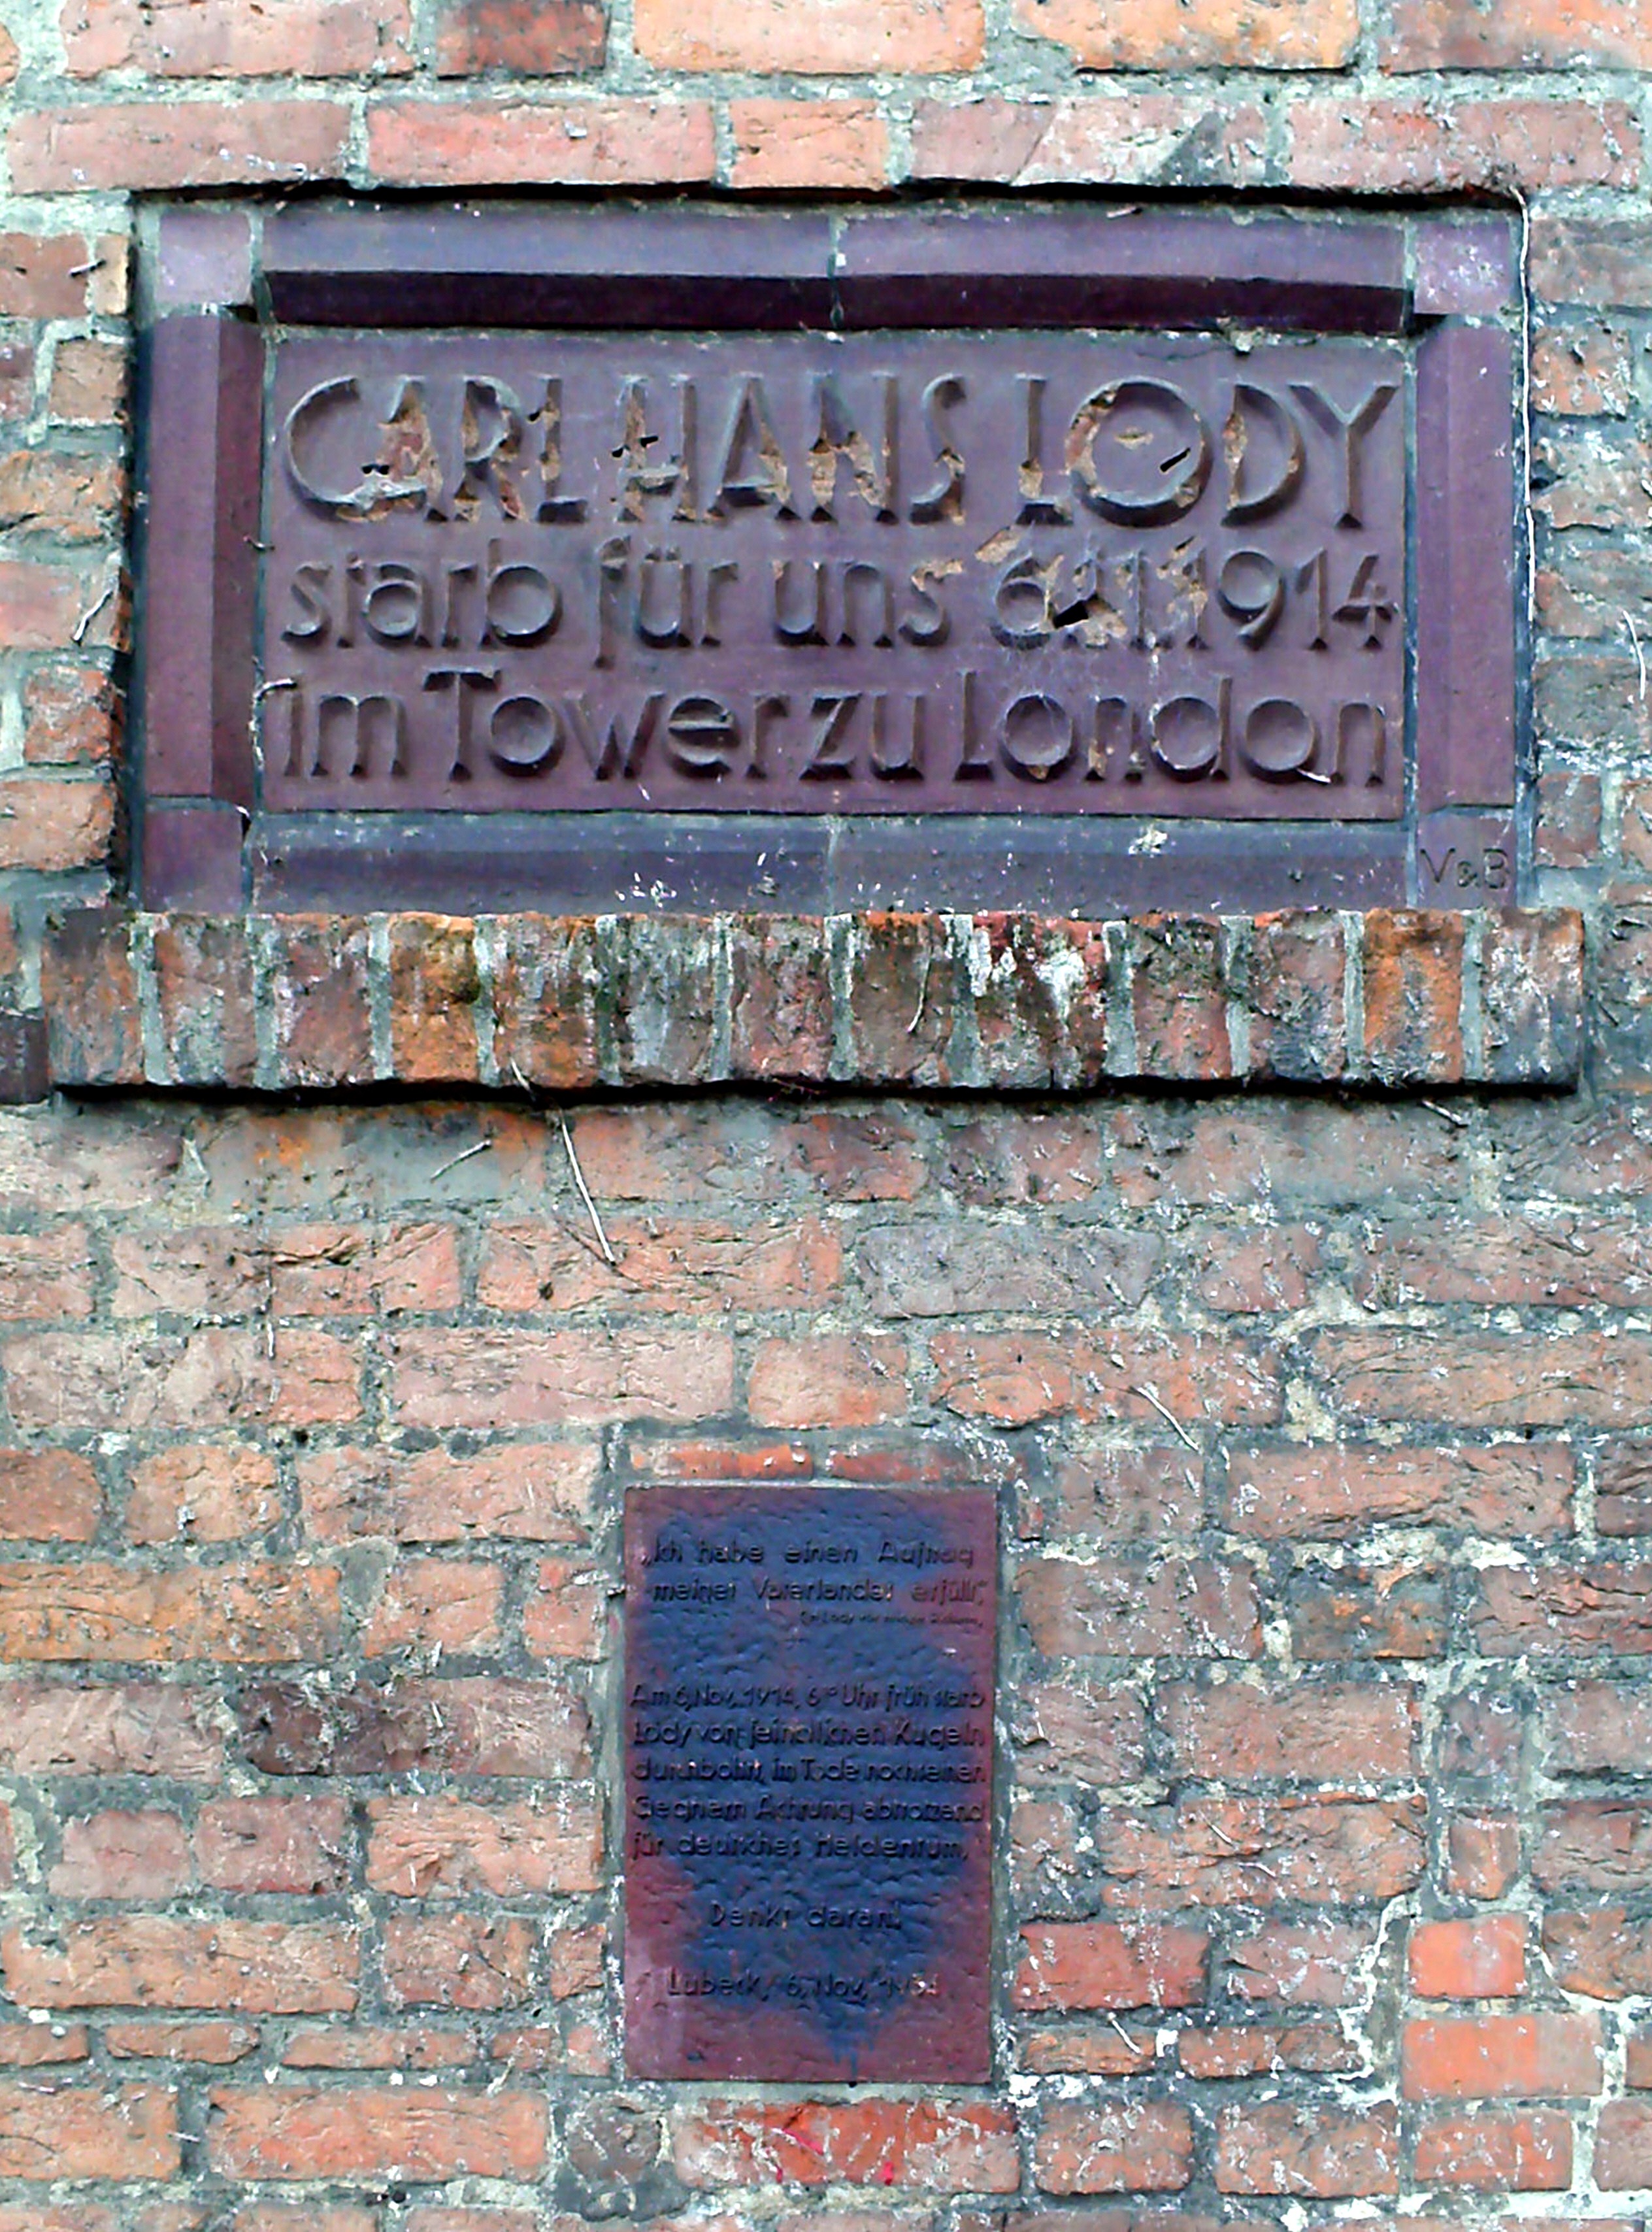 CARL HANS LODY
starb für uns 6.11.1914
im Tower zu London
V&B
„Ich habe einen Auftrag
meines Vaterlandes erfüllt“
Am 6. Nov. 1914, 6°° Uhr früh starb
Lody von feindlichen Kugeln
durchbohrt, im Tode noch seinen
Gegnern Achtung abtrotzend
für deutsches Heldentum.
Denkt daran!
Lübeck, 6. Nov. 1934